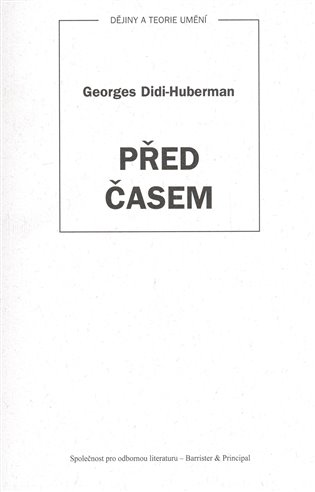 DĚJINY A TEORIE UMĚNÍ
Georges Didi-Huberman
PŘED
ČASEM
Společnost pro odbornou literaturu – Barrister & Principal